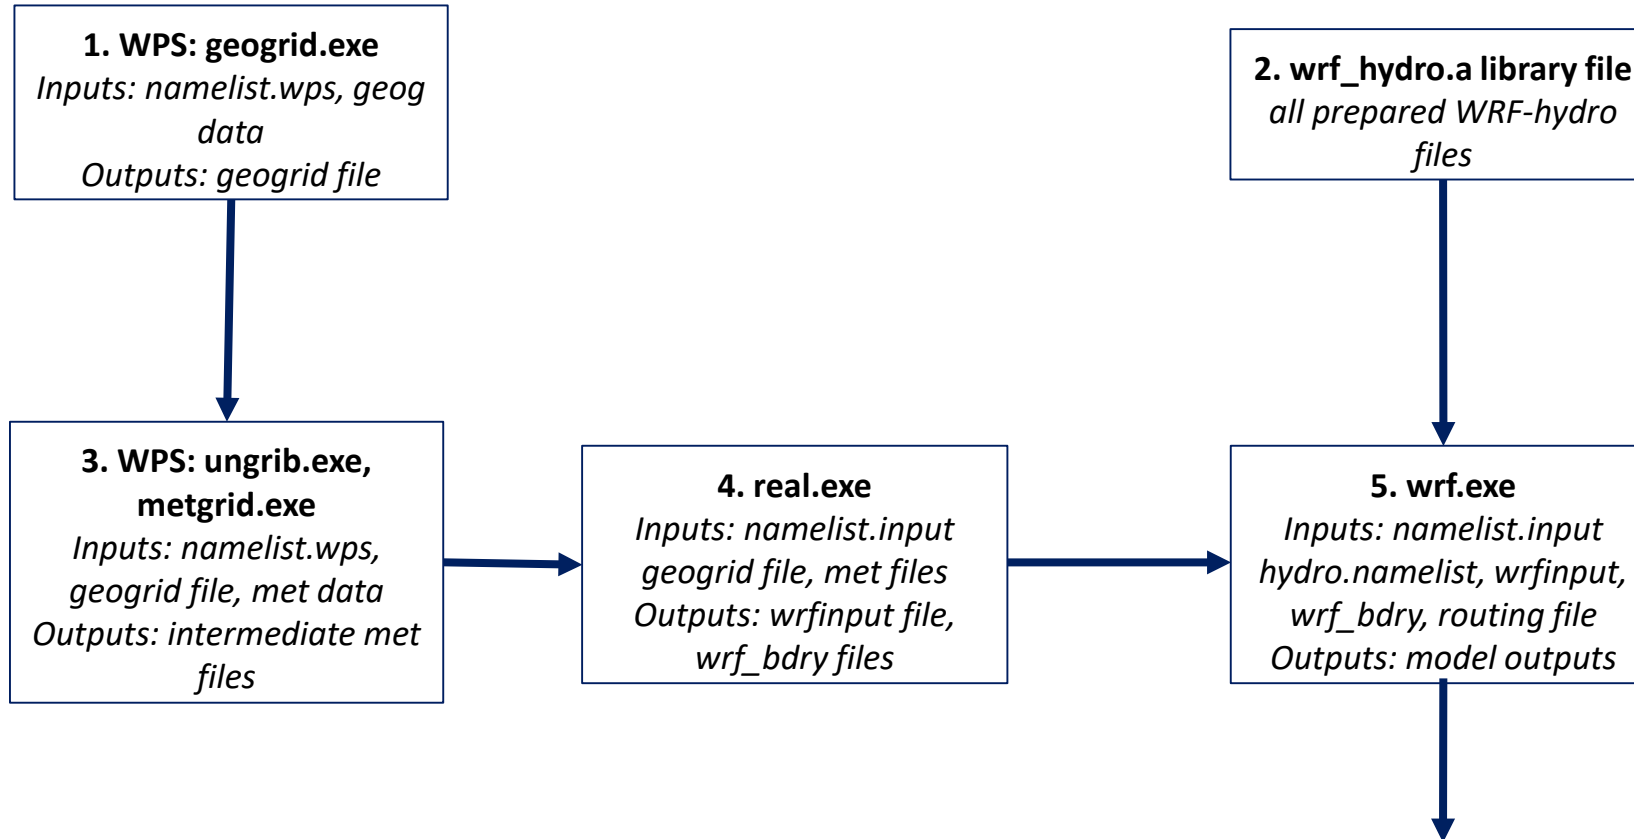 1. WPS: geogrid.exe
Inputs: namelist.wps, geog
data
Outputs: geogrid file
2. wrf_hydro.a library file
all prepared WRF-hydro
files
3. WPS: ungrib.exe,
metgrid.exe
Inputs: namelist.wps,
geogrid file, met data
Outputs: intermediate met
files
4. real.exe
Inputs: namelist.input
geogrid file, met files
Outputs: wrfinput file,
wrf_bdry files
5. wrf.exe
Inputs: namelist.input
hydro.namelist, wrfinput,
wrf_bdry, routing file
Outputs: model outputs